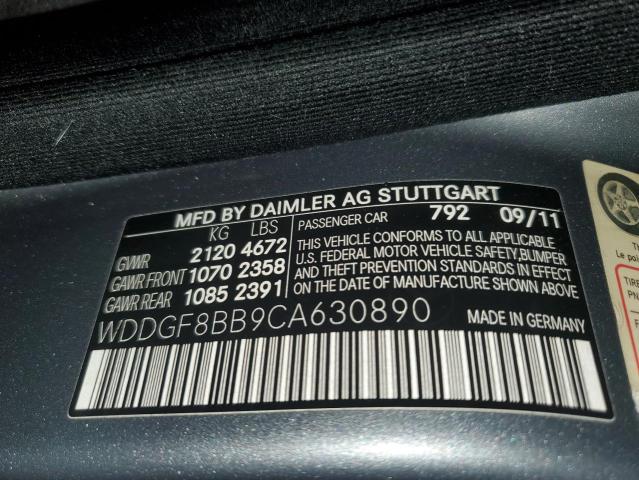 MFD BY DAIMLER AG STUTTGART
KG LBS PASSENGER CAR 792 09/11
GVWR 2120 4672
GAWR FRONT 1070 2358
GAWR REAR 1085 2391
THIS VEHICLE CONFORMS TO ALL APPLICABLE
U.S. FEDERAL MOTOR VEHICLE SAFETY,BUMPER
AND THEFT PREVENTION STANDARDS IN EFFECT
ON THE DATE OF MANUFACTURE SHOWN ABOVE.
WDDGF8BB9CA630890 MADE IN GERMANY
Le
TIRE